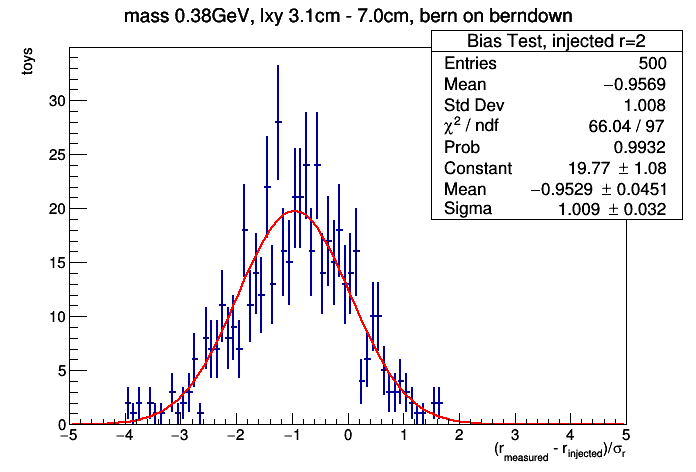 mass 0.38GeV, lxy 3.1cm - 7.0cm, bern on berndown
toys
Bias Test, injected r=2
Entries 500
Mean −0.9569
Std Dev 1.008
χ² / ndf 66.04 / 97
Prob 0.9932
Constant 19.77 ± 1.08
Mean −0.9529 ± 0.0451
Sigma 1.009 ± 0.032
30
25
20
15
10
5
0
−5 −4 −3 −2 −1 0 1 2 3 4 5
(r_measured - r_injected)/σ_r